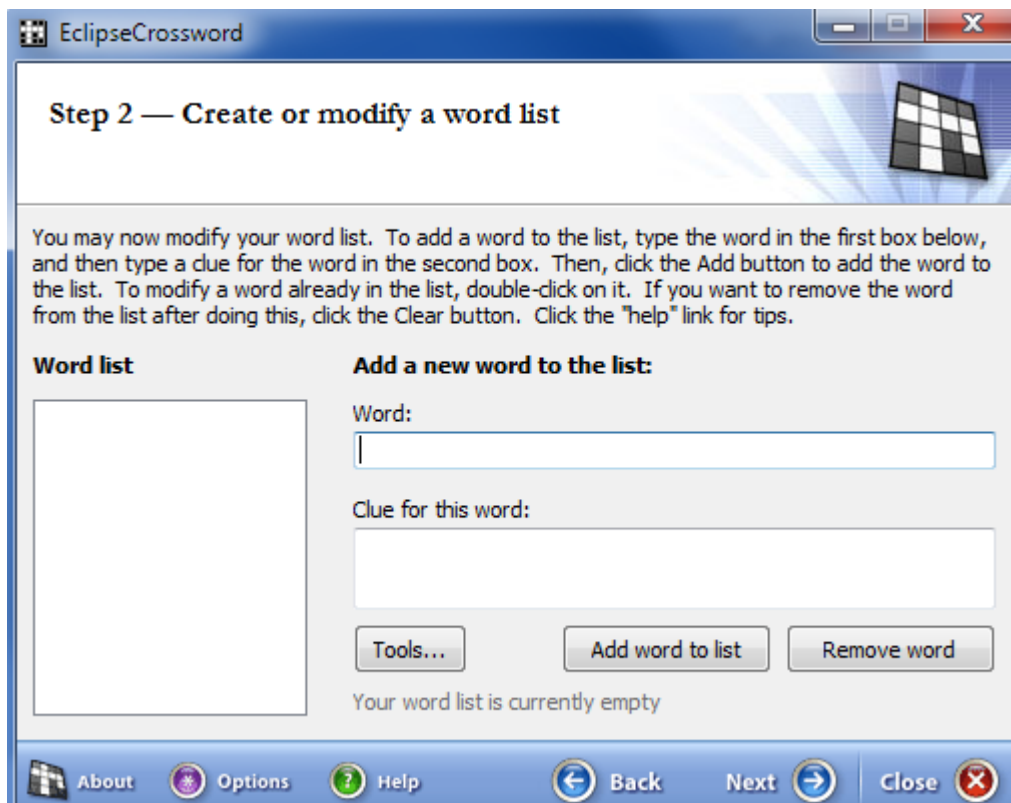 EclipseCrossword
Step 2 — Create or modify a word list
You may now modify your word list. To add a word to the list, type the word in the first box below,
and then type a clue for the word in the second box. Then, click the Add button to add the word to
the list. To modify a word already in the list, double-click on it. If you want to remove the word
from the list after doing this, click the Clear button. Click the "help" link for tips.
Word list
Add a new word to the list:
Word:
Clue for this word:
Tools...
Add word to list
Remove word
Your word list is currently empty
About
Options
Help
Back
Next
Close